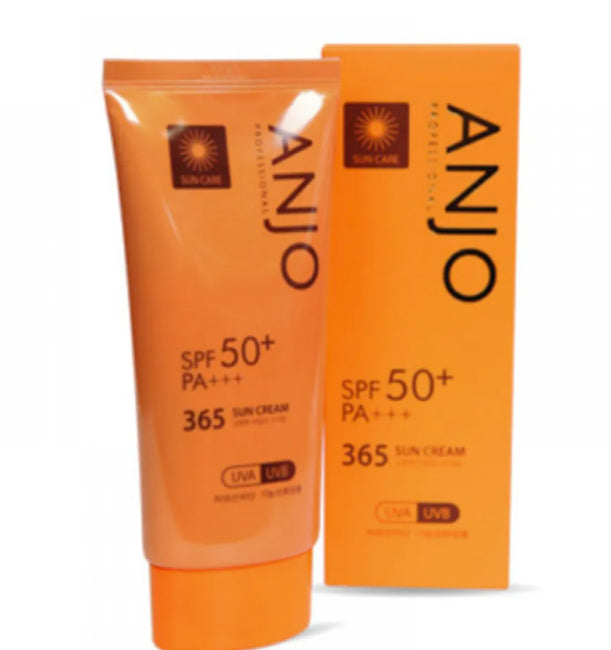 SUN CARE
ANJO
PROFESSIONAL
SPF 50+
PA+++
365 SUN CREAM
UVA UVB
SUN CARE
ANJO
PROFESSIONAL
SPF 50+
PA+++
365 SUN CREAM
UVA UVB